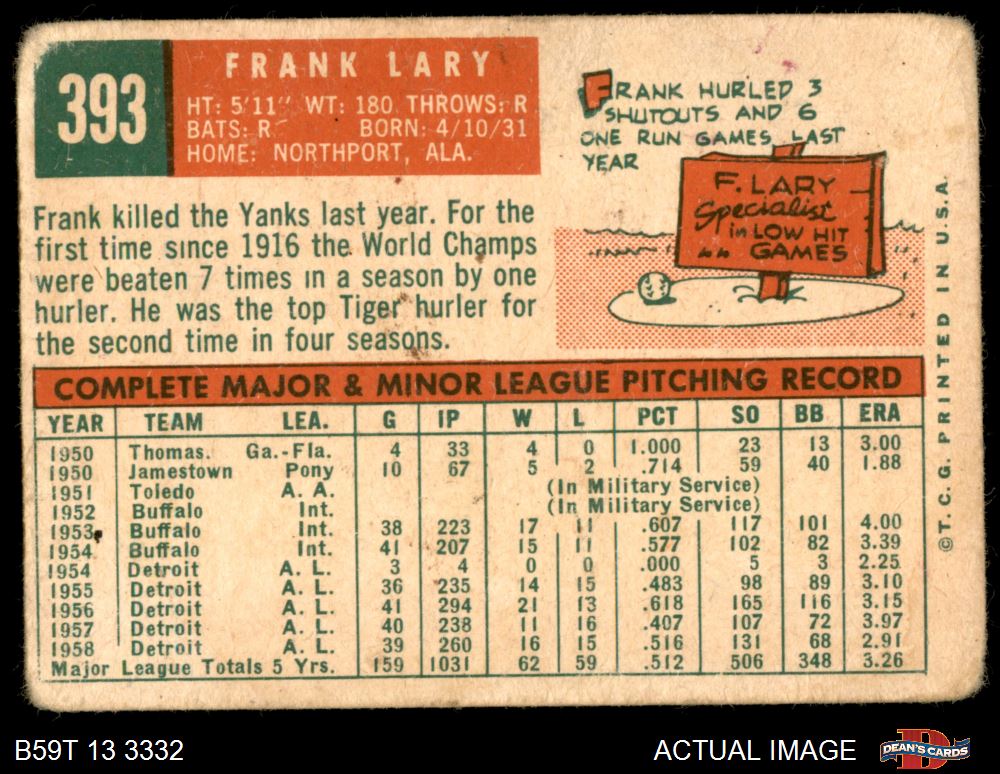 393
FRANK LARY
HT: 5'11" WT: 180 THROWS: R
BATS: R BORN: 4/10/31
HOME: NORTHPORT, ALA.
FRANK HURLED 3
SHUTOUTS AND 6
ONE RUN GAMES LAST
YEAR
F. LARY
Specialist
in LOW HIT
GAMES
Frank killed the Yanks last year. For the
first time since 1916 the World Champs
were beaten 7 times in a season by one
hurler. He was the top Tiger hurler for
the second time in four seasons.
COMPLETE MAJOR & MINOR LEAGUE PITCHING RECORD
YEAR TEAM LEA. G IP W L PCT SO BB ERA
1950 Thomas. Ga.-Fla. 4 33 4 0 1.000 23 13 3.00
1950 Jamestown Pony 10 67 5 2 .714 59 40 1.88
1951 Toledo A. A. (In Military Service)
1952 Buffalo Int. (In Military Service)
1953 Buffalo Int. 38 223 17 11 .607 117 101 4.00
1954 Buffalo Int. 41 207 15 11 .577 102 82 3.39
1954 Detroit A. L. 3 4 0 0 .000 5 3 2.25
1955 Detroit A. L. 36 235 14 15 .483 98 89 3.10
1956 Detroit A. L. 41 294 21 13 .618 165 116 3.15
1957 Detroit A. L. 40 238 11 16 .407 107 72 3.97
1958 Detroit A. L. 39 260 16 15 .516 131 68 2.91
Major League Totals 5 Yrs. 159 1031 62 59 .512 506 348 3.26
© T. C. G. PRINTED IN U.S.A.
B59T 13 3332
ACTUAL IMAGE
DEAN'S CARDS